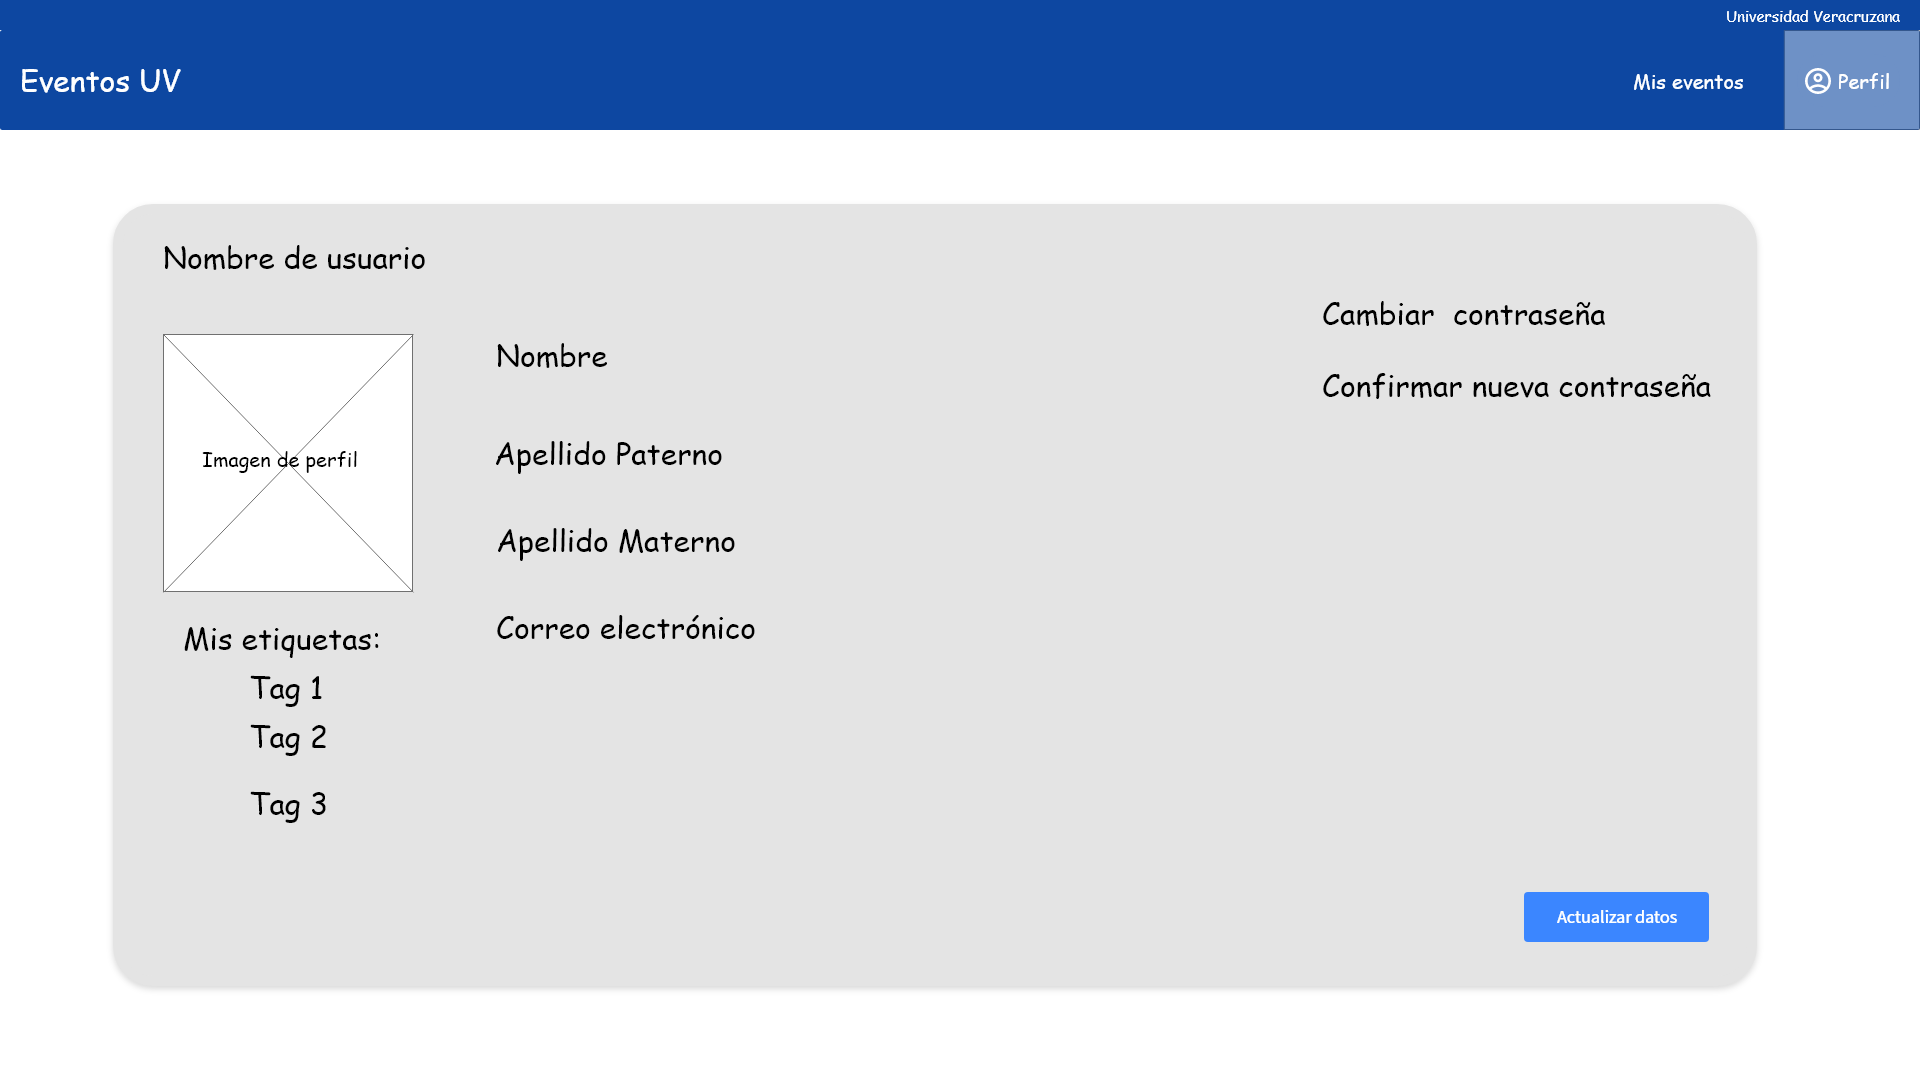 Universidad Veracruzana
Eventos UV
Mis eventos
Perfil
Nombre de usuario
Imagen de perfil
Mis etiquetas:
Tag 1
Tag 2
Tag 3
Nombre
Apellido Paterno
Apellido Materno
Correo electrónico
Cambiar  contraseña
Confirmar nueva contraseña
Actualizar datos